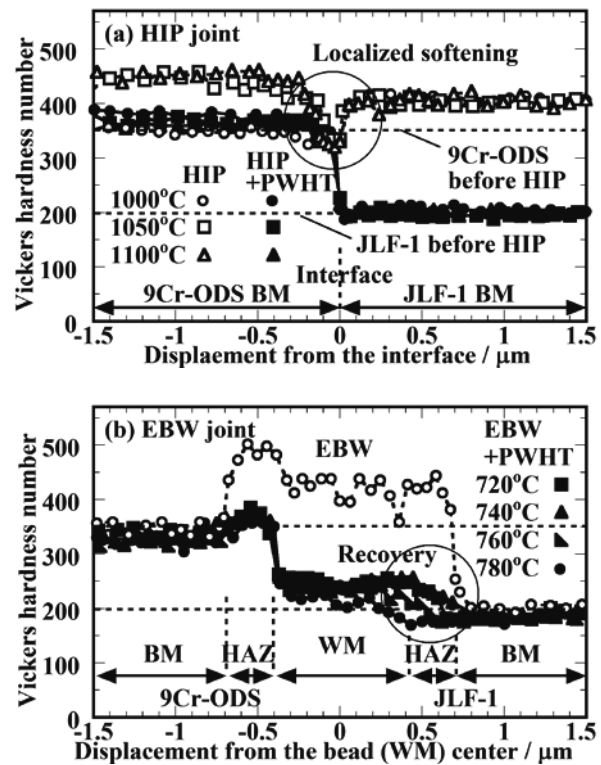 (a) HIP joint
Localized softening
9Cr-ODS
before HIP
HIP
HIP
+PWHT
1000°C
1050°C
1100°C
JLF-1 before HIP
Interface
9Cr-ODS BM
JLF-1 BM
Vickers hardness number
500
400
300
200
100
0
-1.5
-1
-0.5
0
0.5
1
1.5
Displaement from the interface / μm
(b) EBW joint
EBW
EBW
+PWHT
720°C
740°C
760°C
780°C
Recovery
BM
HAZ
WM
HAZ
BM
9Cr-ODS
JLF-1
Vickers hardness number
500
400
300
200
100
0
-1.5
-1
-0.5
0
0.5
1.0
1.5
Displacement from the bead (WM) center / μm